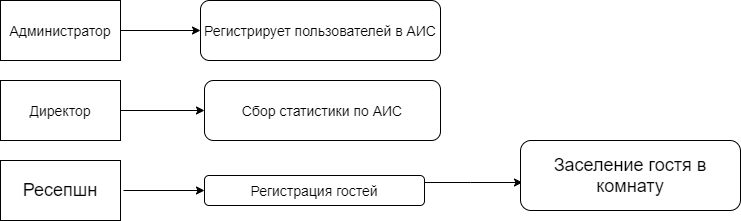 Администратор
Регистрирует пользователей в АИС
Директор
Сбор статистики по АИС
Ресепшн
Регистрация гостей
Заселение гостя в
комнату